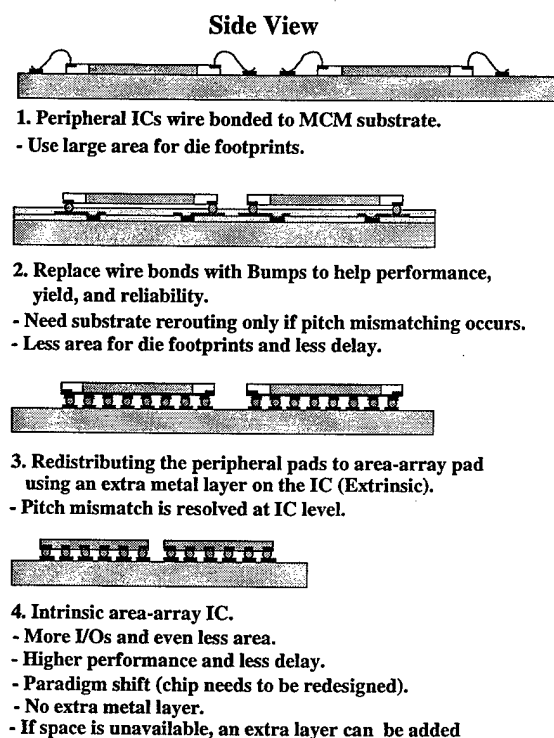 Side View
1. Peripheral ICs wire bonded to MCM substrate.
- Use large area for die footprints.
2. Replace wire bonds with Bumps to help performance,
yield, and reliability.
- Need substrate rerouting only if pitch mismatching occurs.
- Less area for die footprints and less delay.
3. Redistributing the peripheral pads to area-array pad
using an extra metal layer on the IC (Extrinsic).
- Pitch mismatch is resolved at IC level.
4. Intrinsic area-array IC.
- More I/Os and even less area.
- Higher performance and less delay.
- Paradigm shift (chip needs to be redesigned).
- No extra metal layer.
- If space is unavailable, an extra layer can be added